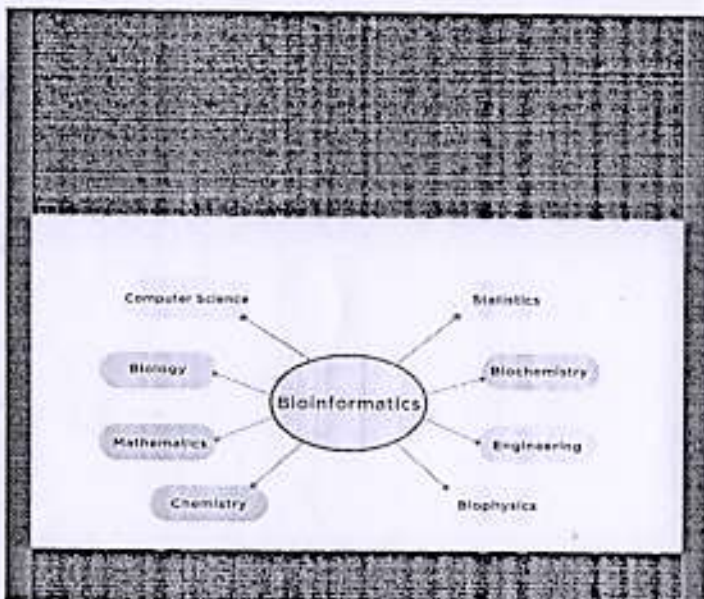 Computer Science
Statistics
Biology
Biochemistry
Bioinformatics
Mathematics
Engineering
Chemistry
Biophysics